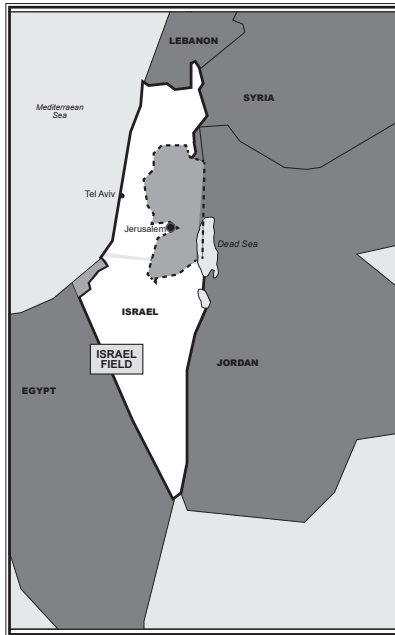 LEBANON
SYRIA
Mediterraean
Sea
Tel Aviv
Jerusalem
Dead Sea
ISRAEL
ISRAEL
FIELD
JORDAN
EGYPT